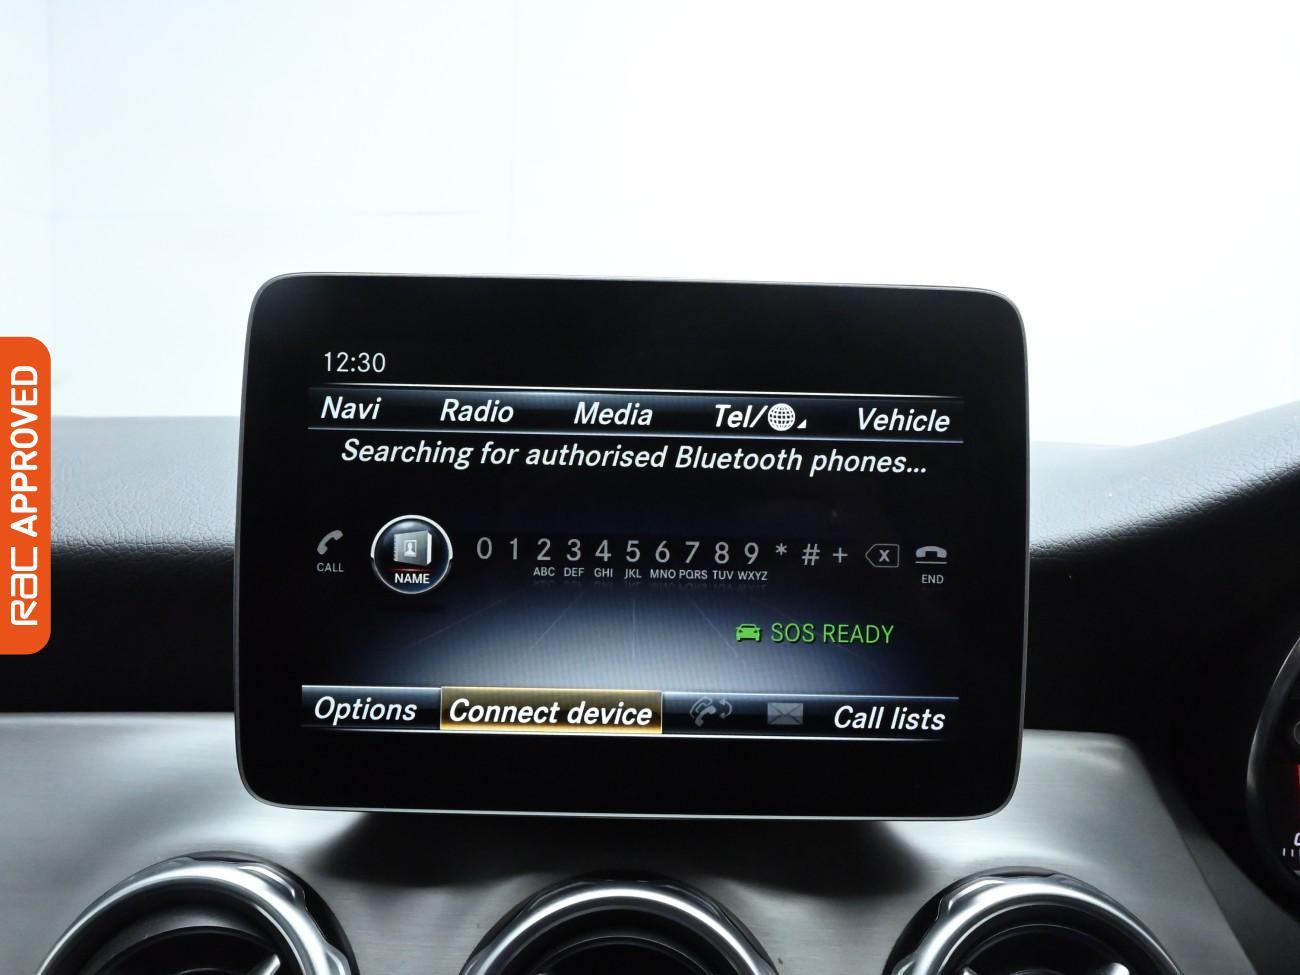 RAC APPROVED
12:30
Navi Radio Media Tel/ Vehicle
Searching for authorised Bluetooth phones...
0 1 2 3 4 5 6 7 8 9 * # +
CALL NAME ABC DEF GHI JKL MNO PQRS TUV WXYZ END
SOS READY
Options Connect device Call lists